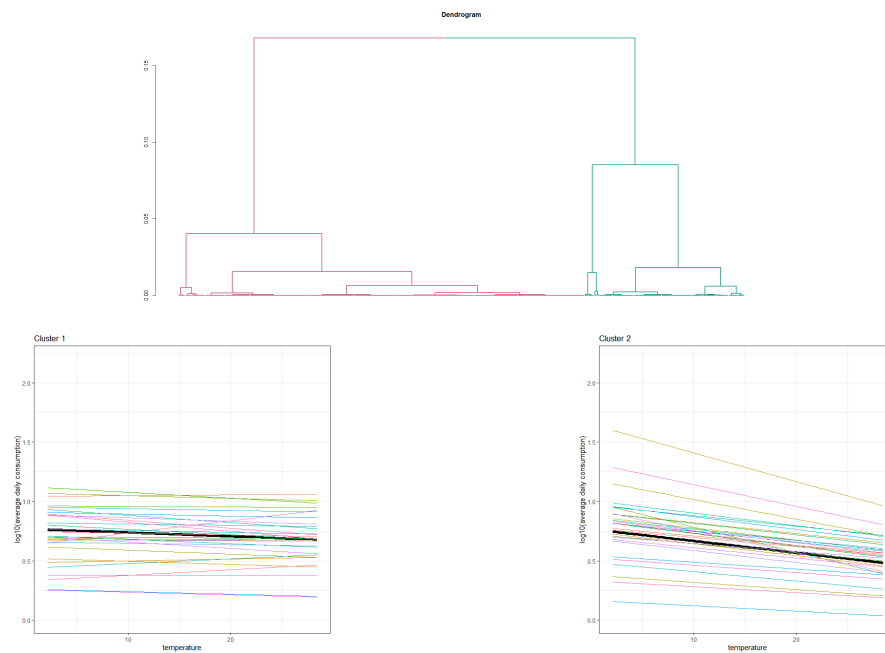 Dendrogram
0.15
0.10
0.05
0.00
Cluster 1
2.0
1.5
1.0
0.5
0.0
log10(average daily consumption)
10 20
temperature
Cluster 2
2.0
1.5
1.0
0.5
0.0
log10(average daily consumption)
10 20
temperature